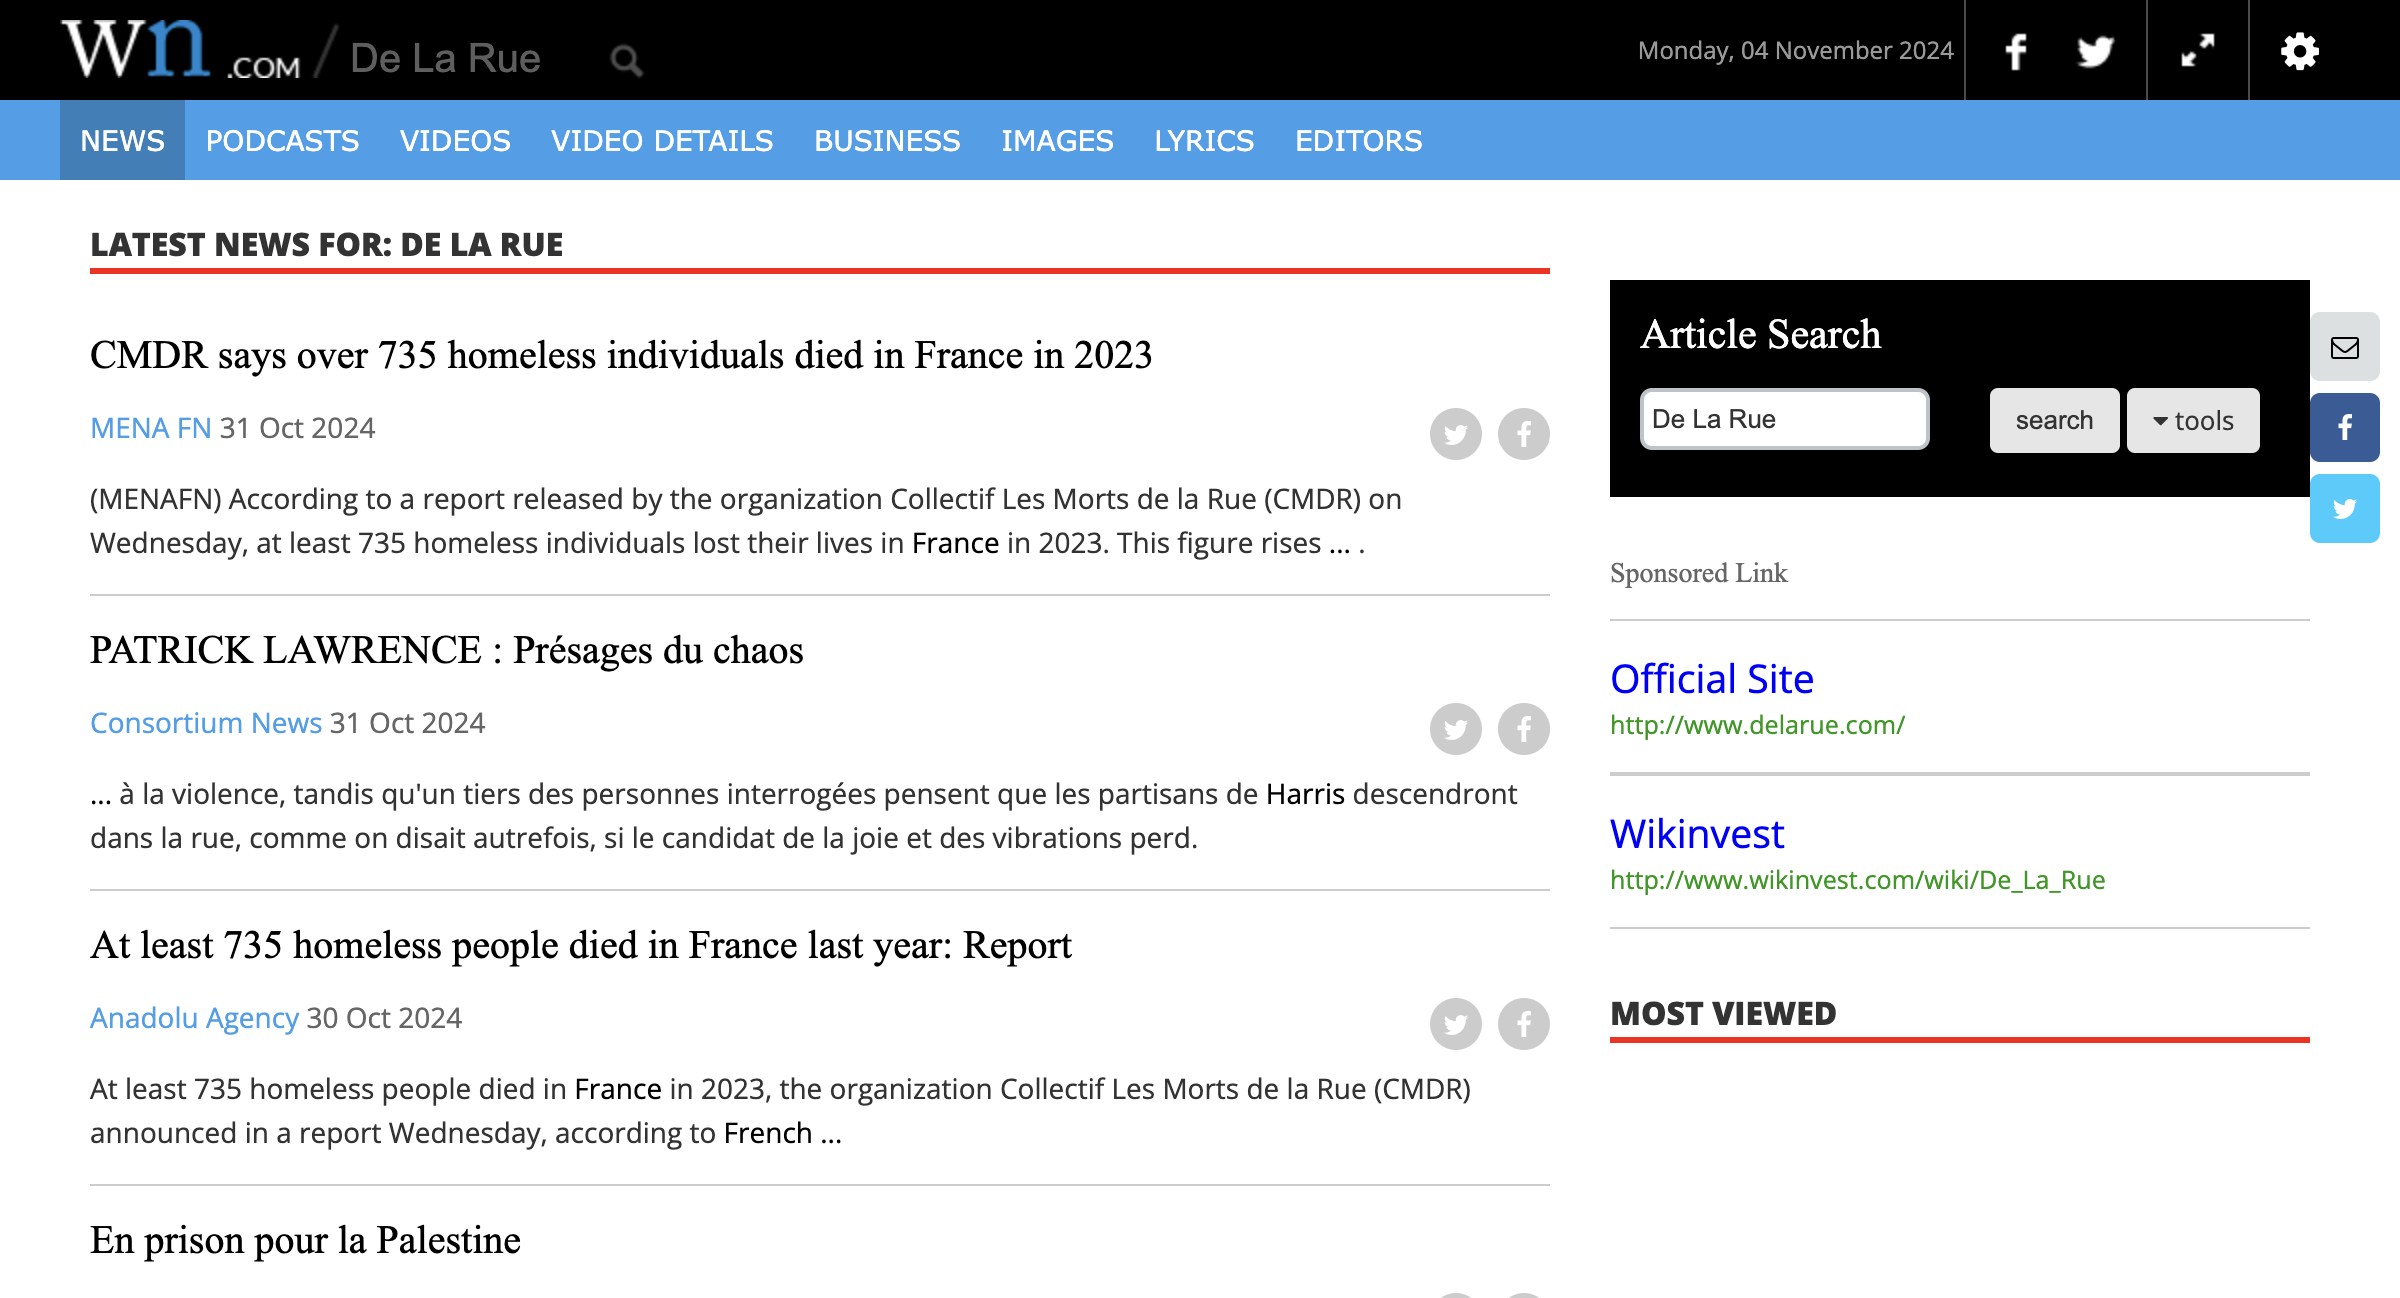 Wn.com / De La Rue
Monday, 04 November 2024
NEWS PODCASTS VIDEOS VIDEO DETAILS BUSINESS IMAGES LYRICS EDITORS
LATEST NEWS FOR: DE LA RUE
CMDR says over 735 homeless individuals died in France in 2023
MENA FN 31 Oct 2024
(MENAFN) According to a report released by the organization Collectif Les Morts de la Rue (CMDR) on
Wednesday, at least 735 homeless individuals lost their lives in France in 2023. This figure rises ... .
PATRICK LAWRENCE : Présages du chaos
Consortium News 31 Oct 2024
... à la violence, tandis qu'un tiers des personnes interrogées pensent que les partisans de Harris descendront
dans la rue, comme on disait autrefois, si le candidat de la joie et des vibrations perd.
At least 735 homeless people died in France last year: Report
Anadolu Agency 30 Oct 2024
At least 735 homeless people died in France in 2023, the organization Collectif Les Morts de la Rue (CMDR)
announced in a report Wednesday, according to French ...
En prison pour la Palestine
Article Search
De La Rue
search
tools
Sponsored Link
Official Site
http://www.delarue.com/
Wikinvest
http://www.wikinvest.com/wiki/De_La_Rue
MOST VIEWED